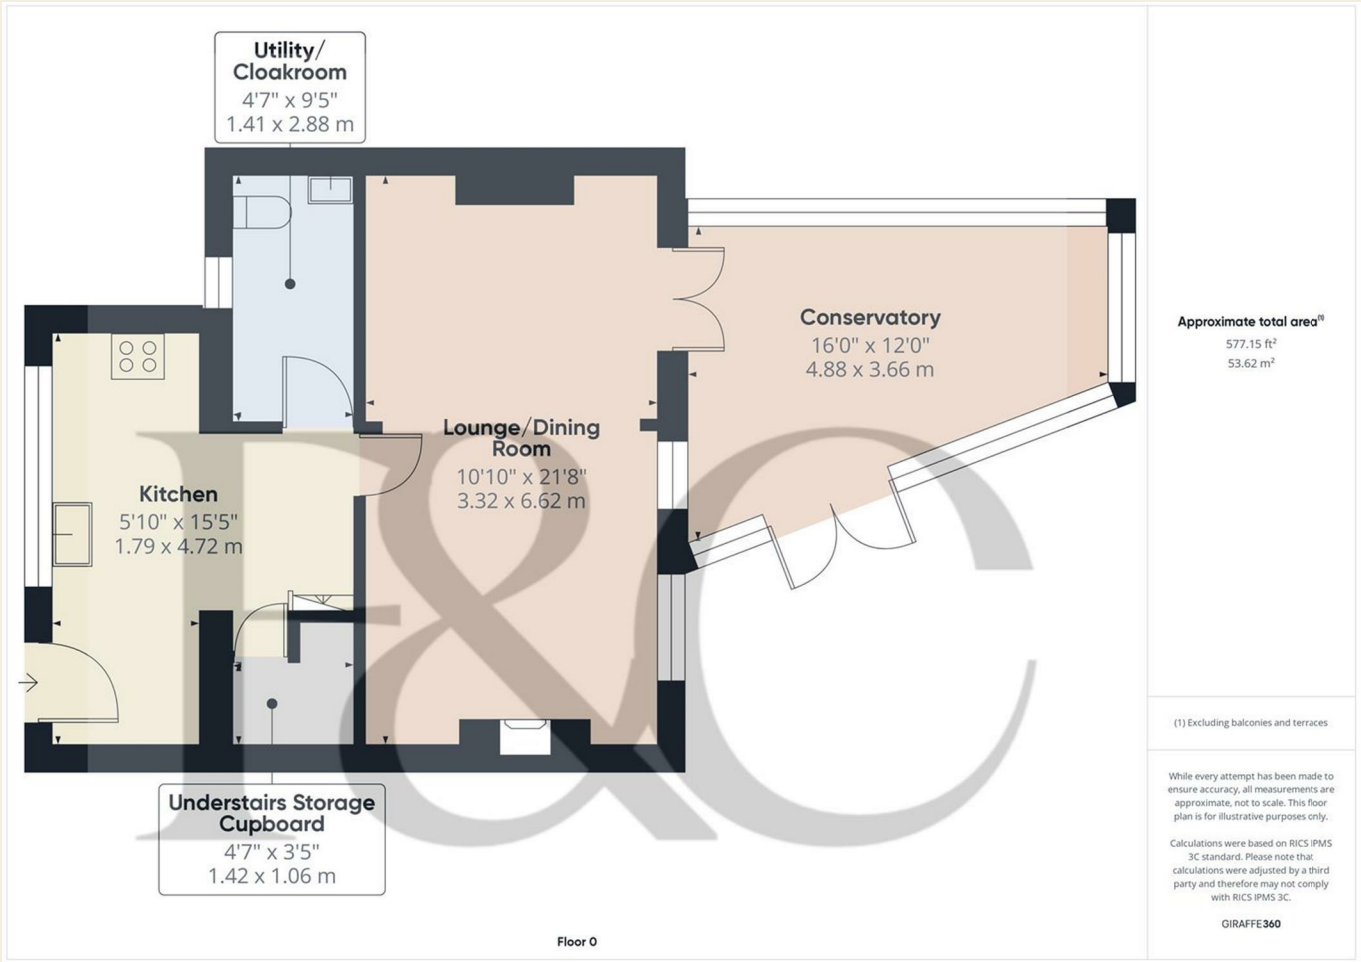 Utility/
Cloakroom
4'7" x 9'5"
1.41 x 2.88 m
Conservatory
16'0" x 12'0"
4.88 x 3.66 m
Lounge/Dining
Room
10'10" x 21'8"
3.32 x 6.62 m
Kitchen
5'10" x 15'5"
1.79 x 4.72 m
Understairs Storage
Cupboard
4'7" x 3'5"
1.42 x 1.06 m
F&C
Floor 0
Approximate total area(1)
577.15 ft²
53.62 m²
(1) Excluding balconies and terraces
While every attempt has been made to
ensure accuracy, all measurements are
approximate, not to scale. This floor
plan is for illustrative purposes only.
Calculations were based on RICS IPMS
3C standard. Please note that
calculations were adjusted by a third
party and therefore may not comply
with RICS IPMS 3C.
GIRAFFE360